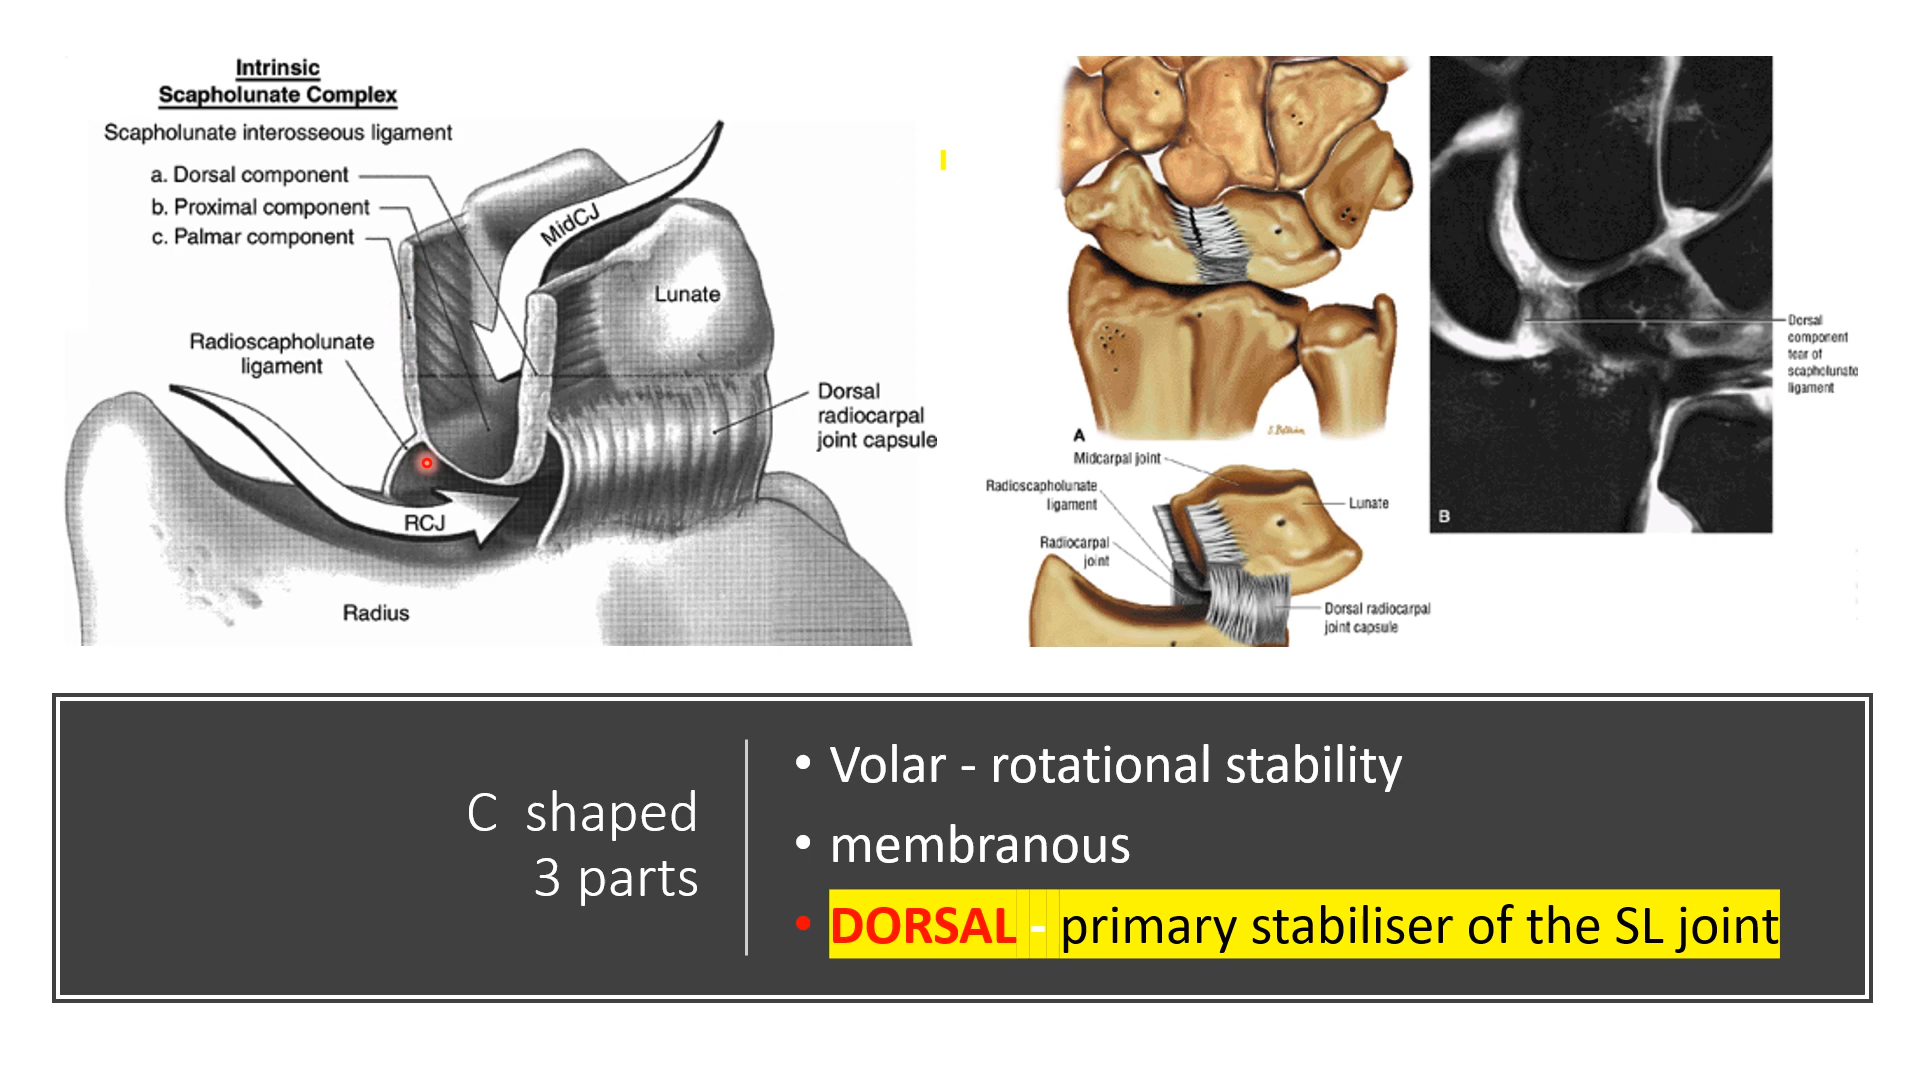 Intrinsic
Scapholunate Complex
Scapholunate interosseous ligament
a. Dorsal component
b. Proximal component
c. Palmar component
MidCJ
Lunate
Radioscapholunate
ligament
Dorsal
radiocarpal
joint capsule
RCJ
Radius
A
S. Beltrán
Midcarpal joint
Radioscapholunate
ligament
Lunate
Radiocarpal
joint
Dorsal radiocarpal
joint capsule
Dorsal
component
tear of
scapholunate
ligament
B
C shaped
3 parts
• Volar - rotational stability
• membranous
• DORSAL - primary stabiliser of the SL joint